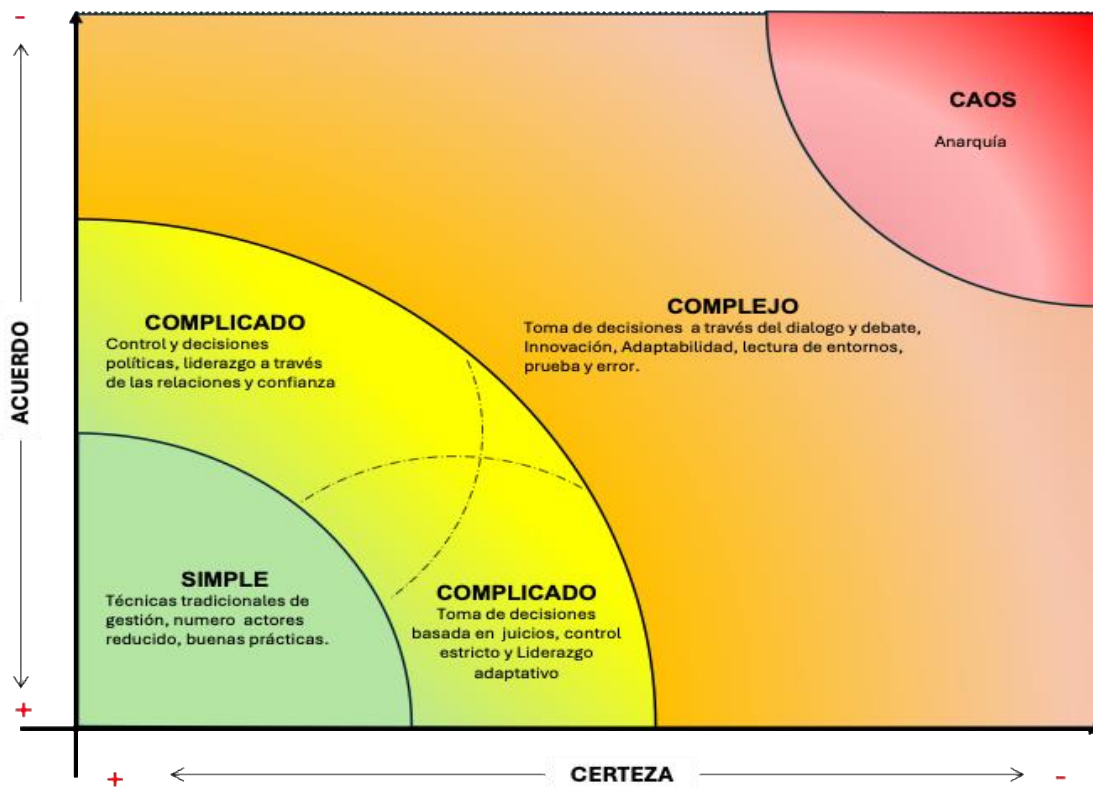 -
CAOS
Anarquía
COMPLEJO
Toma de decisiones a través del dialogo y debate,
Innovación, Adaptabilidad, lectura de entornos,
prueba y error.
COMPLICADO
Control y decisiones
políticas, liderazgo a través
de las relaciones y confianza
ACUERDO
SIMPLE
Técnicas tradicionales de
gestión, numero actores
reducido, buenas prácticas.
COMPLICADO
Toma de decisiones
basada en juicios, control
estricto y Liderazgo
adaptativo
+
+
CERTEZA
-